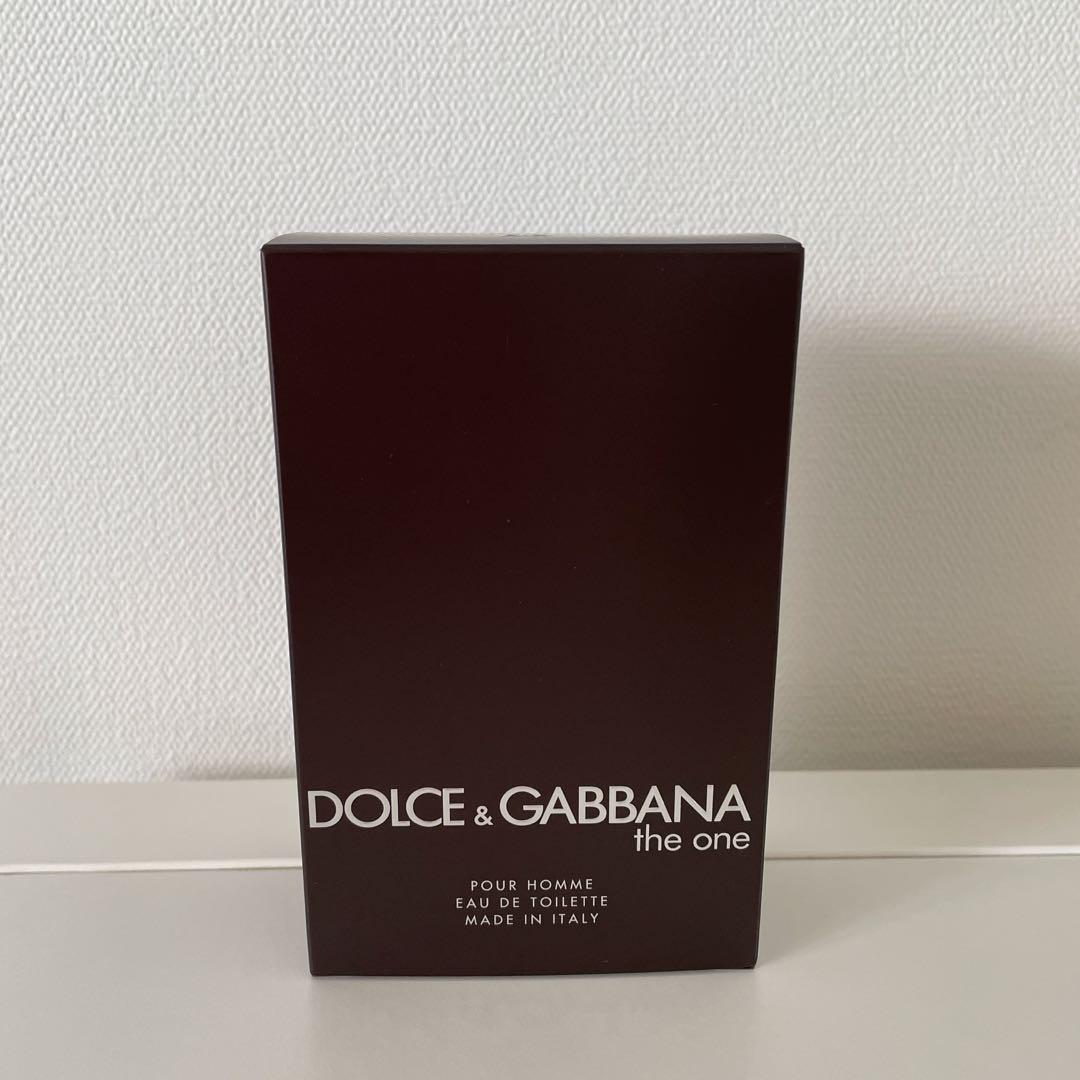 DOLCE & GABBANA
the one
POUR HOMME
EAU DE TOILETTE
MADE IN ITALY